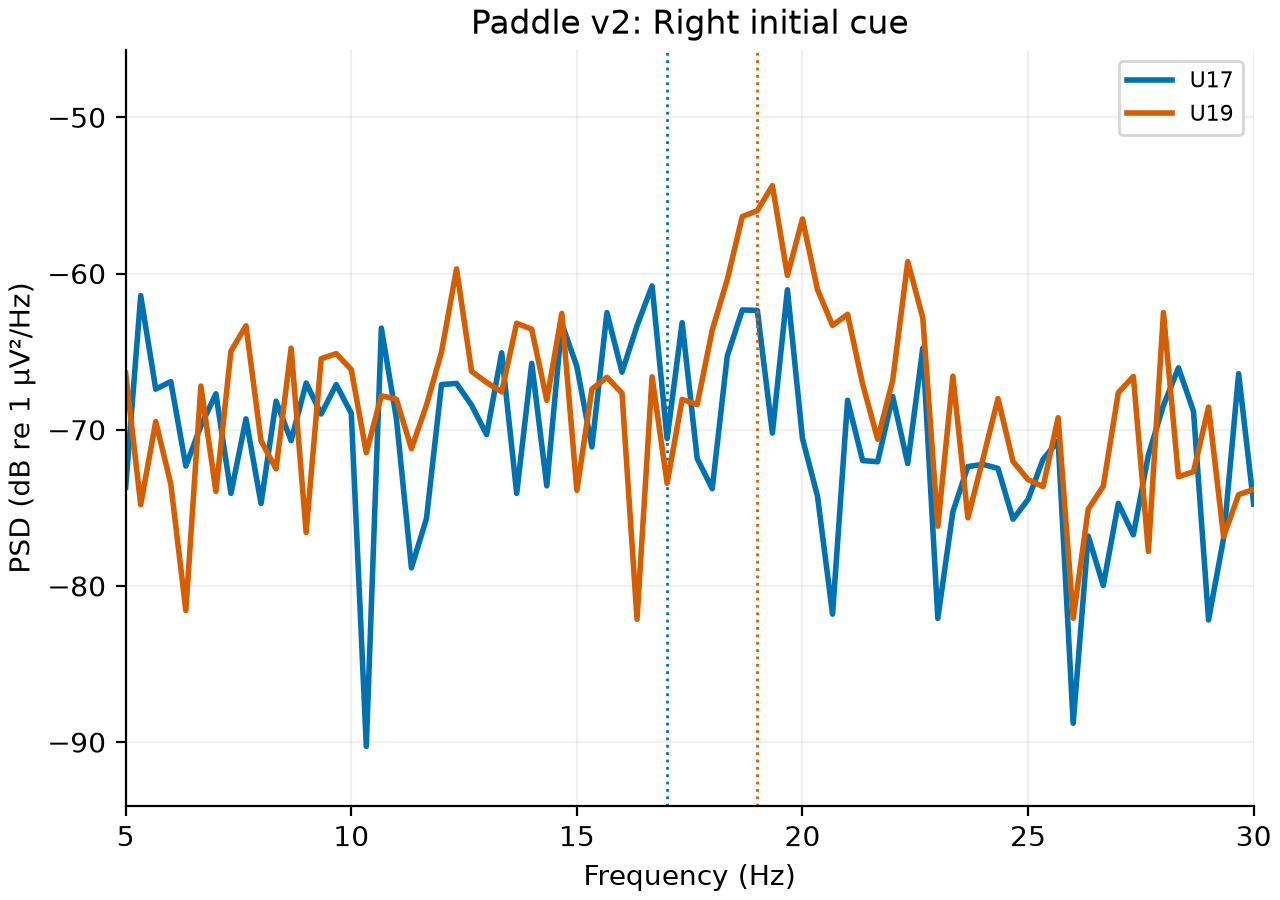 Paddle v2: Right initial cue
U17
U19
PSD (dB re 1 µV²/Hz)
−50
−60
−70
−80
−90
5
10
15
20
25
30
Frequency (Hz)